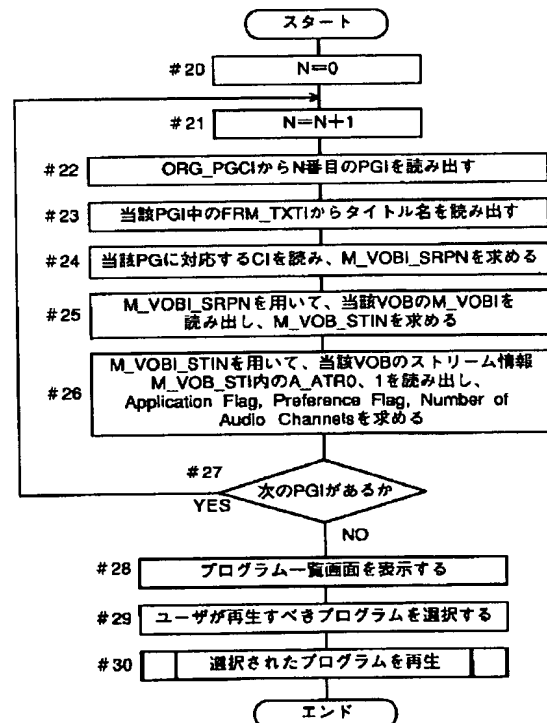 スタート
#20 N=0
#21 N=N+1
#22 ORG_PGCIからN番目のPGIを読み出す
#23 当該PGI中のFRM_TXTIからタイトル名を読み出す
#24 当該PGに対応するCIを読み、M_VOBI_SRPNを求める
#25 M_VOBI_SRPNを用いて、当該VOBのM_VOBIを
読み出し、M_VOB_STINを求める
#26 M_VOBI_STINを用いて、当該VOBのストリーム情報
M_VOB_STI内のA_ATR0、1を読み出し、
Application Flag, Preference Flag, Number of
Audio Channelsを求める
#27 次のPGIがあるか
YES
NO
#28 プログラム一覧画面を表示する
#29 ユーザが再生すべきプログラムを選択する
#30 選択されたプログラムを再生
エンド